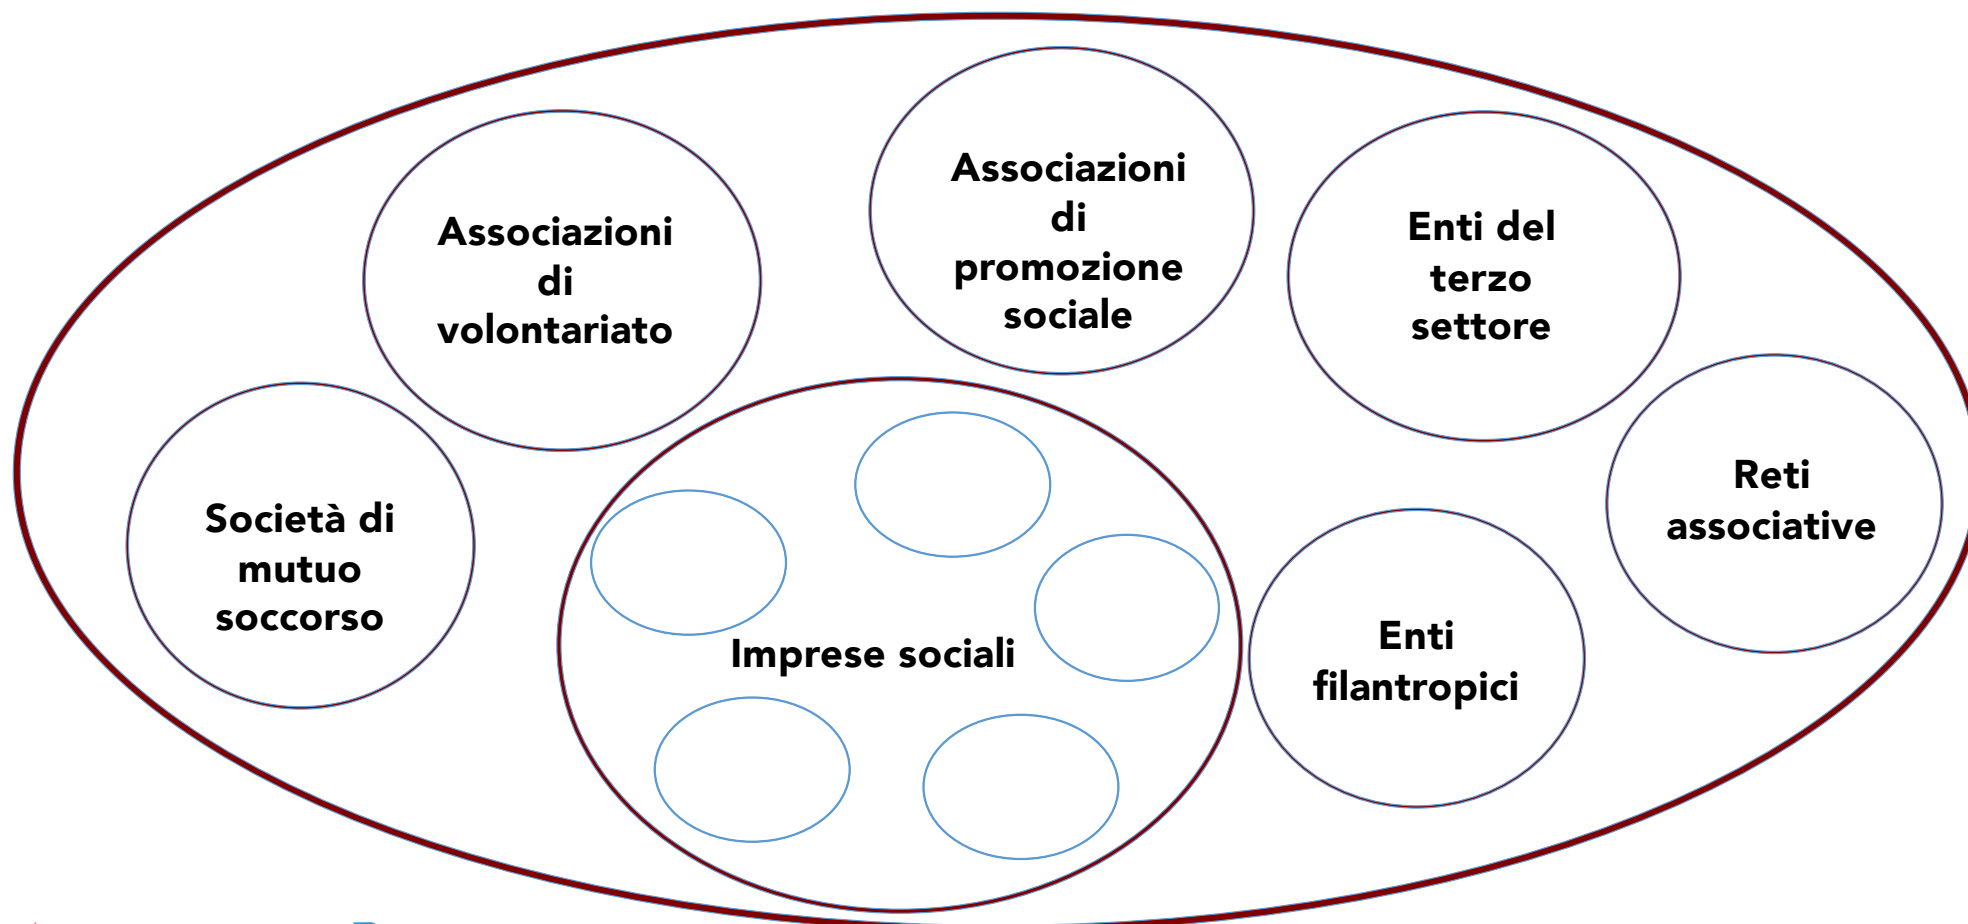 Associazioni
di
promozione
sociale
Associazioni
di
volontariato
Enti del
terzo
settore
Reti
associative
Società di
mutuo
soccorso
Imprese sociali
Enti
filantropici